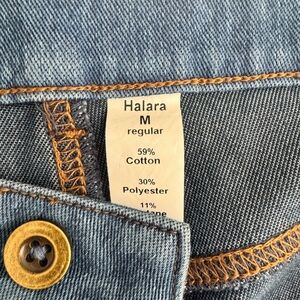 Halara
M
regular
59%
Cotton
30%
Polyester
11%